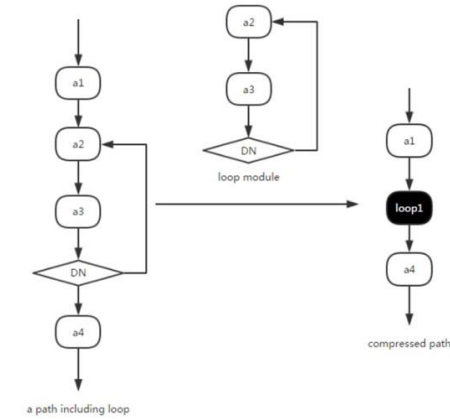 a1
a2
a3
DN
a4
a path including loop
a2
a3
DN
loop module
a1
loop1
a4
compressed path